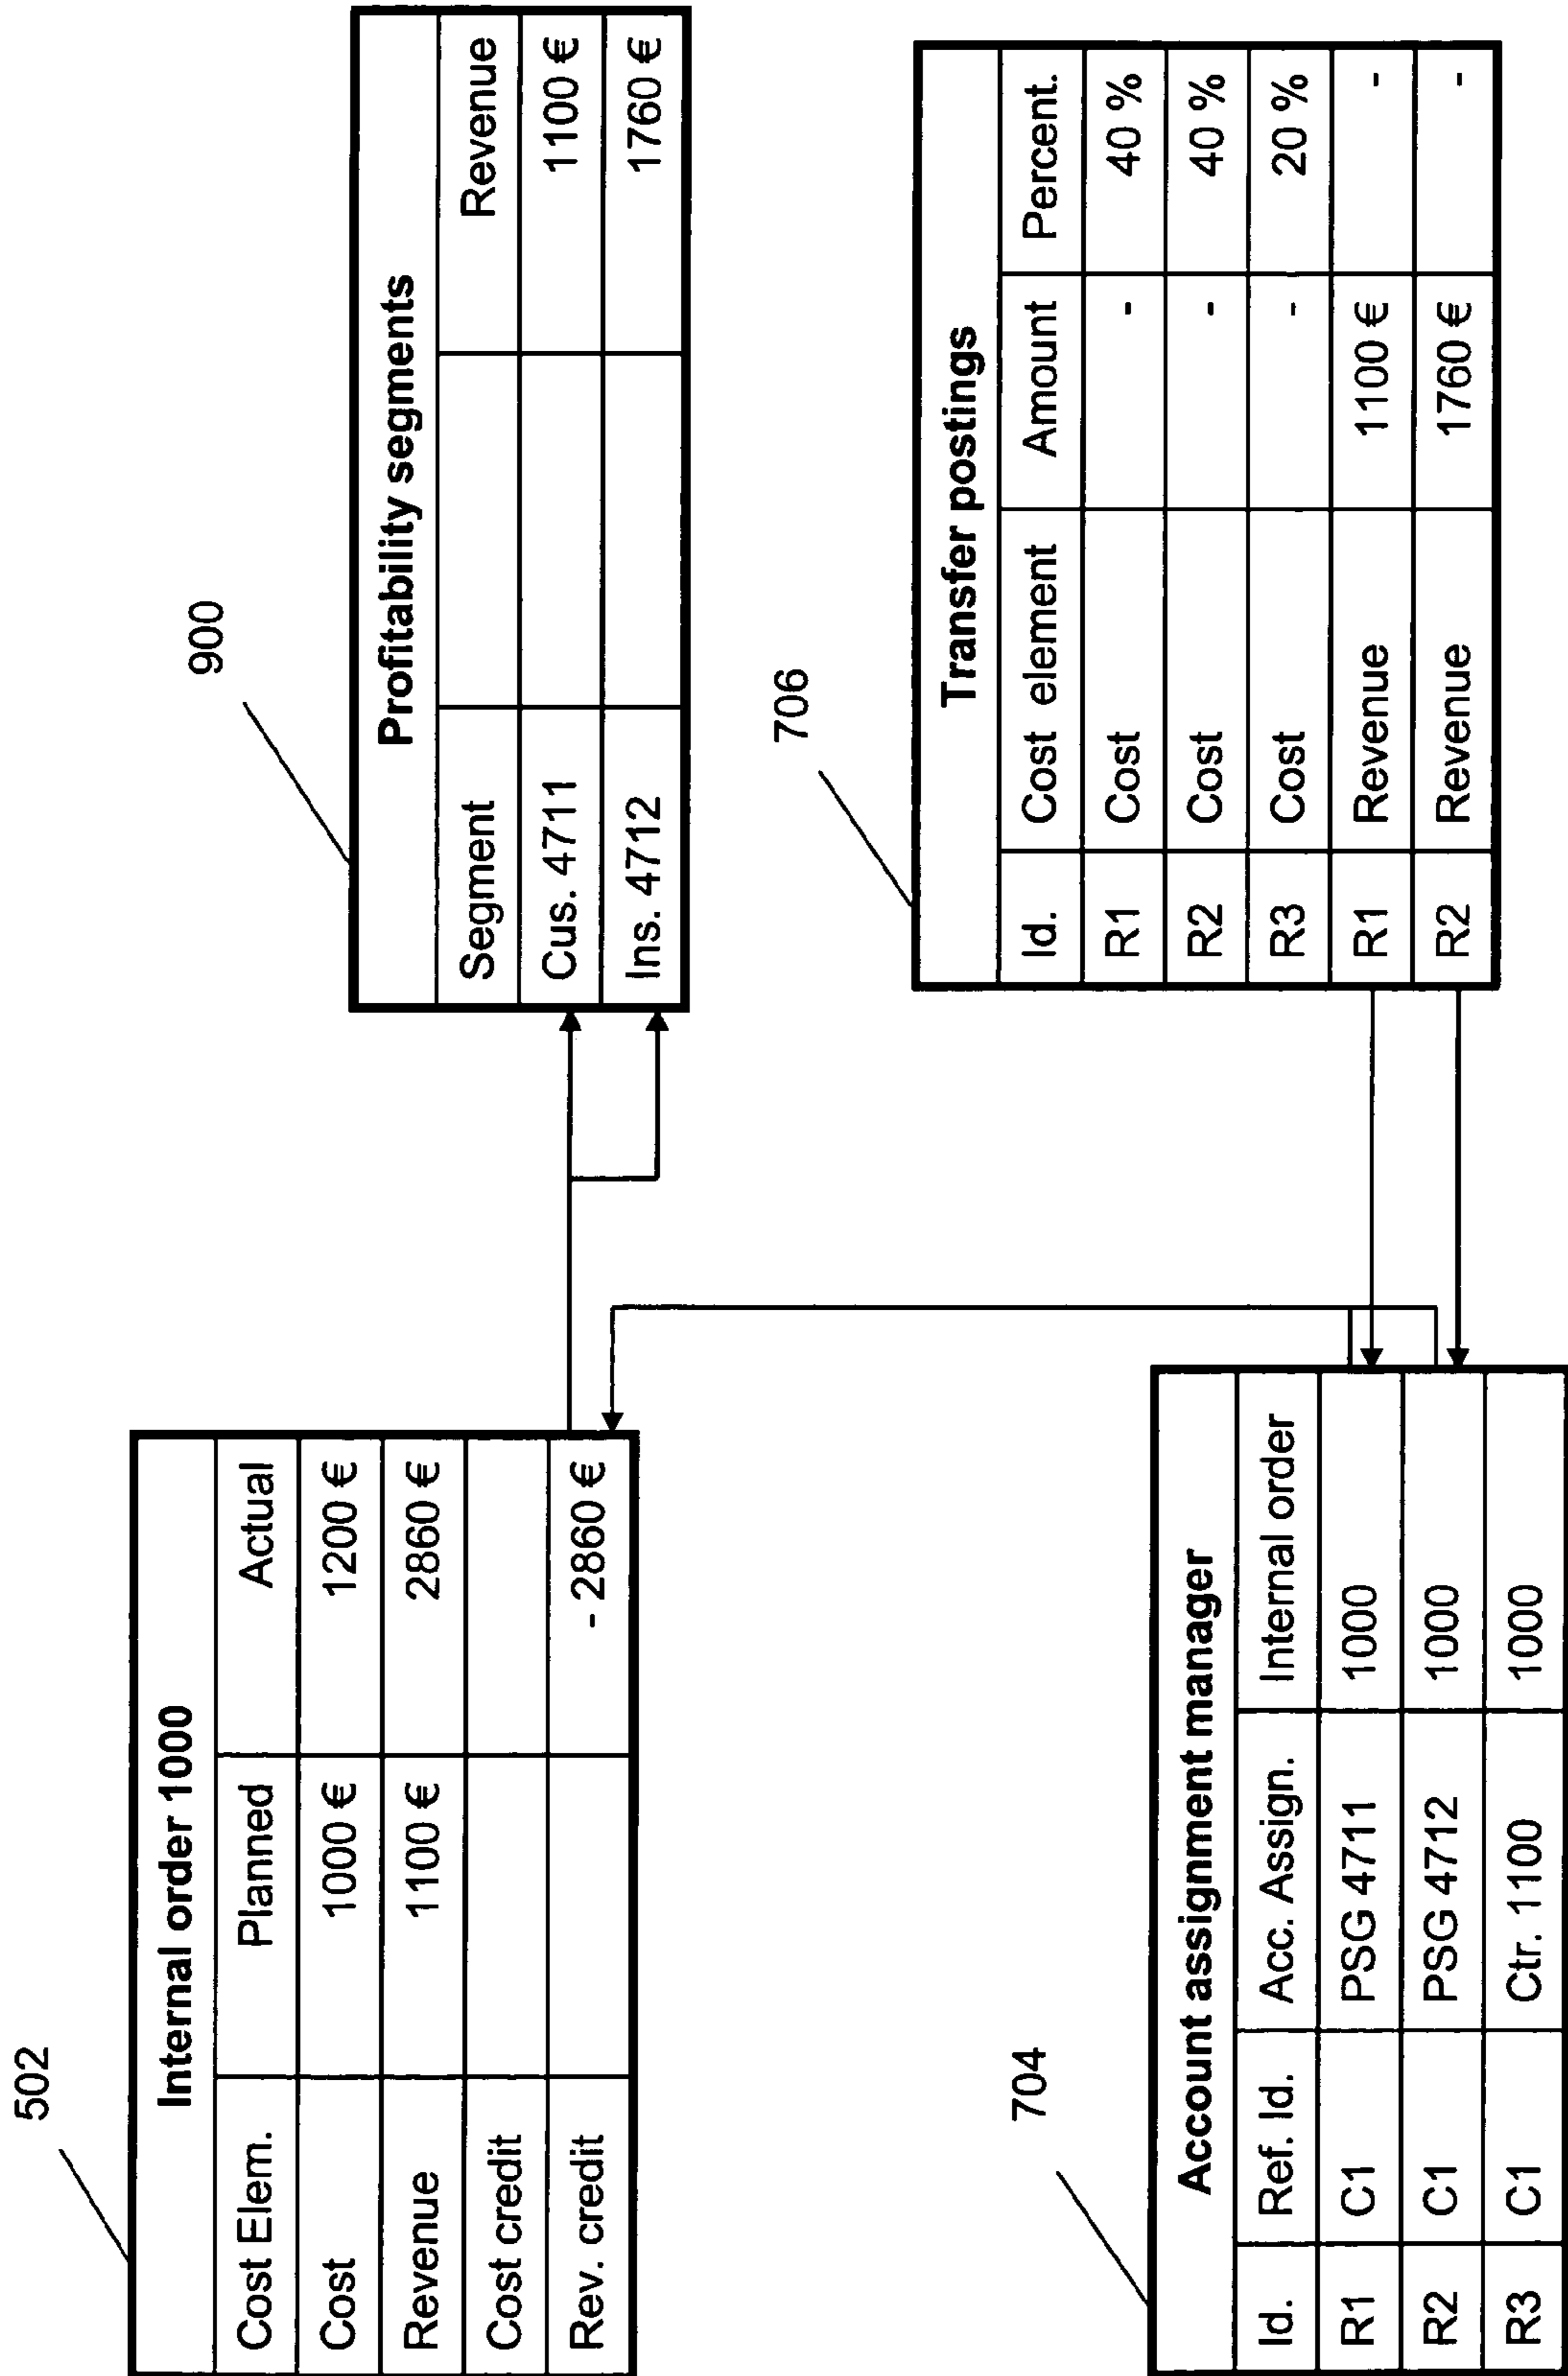 502
Internal order 1000
Cost Elem. Planned Actual
Cost 1000 € 1200 €
Revenue 1100 € 2860 €
Cost credit
Rev. credit - 2860 €
900
Profitability segments
Segment Revenue
Cus. 4711 1100 €
Ins. 4712 1760 €
704
Account assignment manager
Id. Ref. Id. Acc. Assign. Internal order
R1 C1 PSG 4711 1000
R2 C1 PSG 4712 1000
R3 C1 Ctr. 1100 1000
706
Transfer postings
Id. Cost element Amount Percent.
R1 Cost - 40 %
R2 Cost - 40 %
R3 Cost - 20 %
R1 Revenue 1100 € -
R2 Revenue 1760 € -